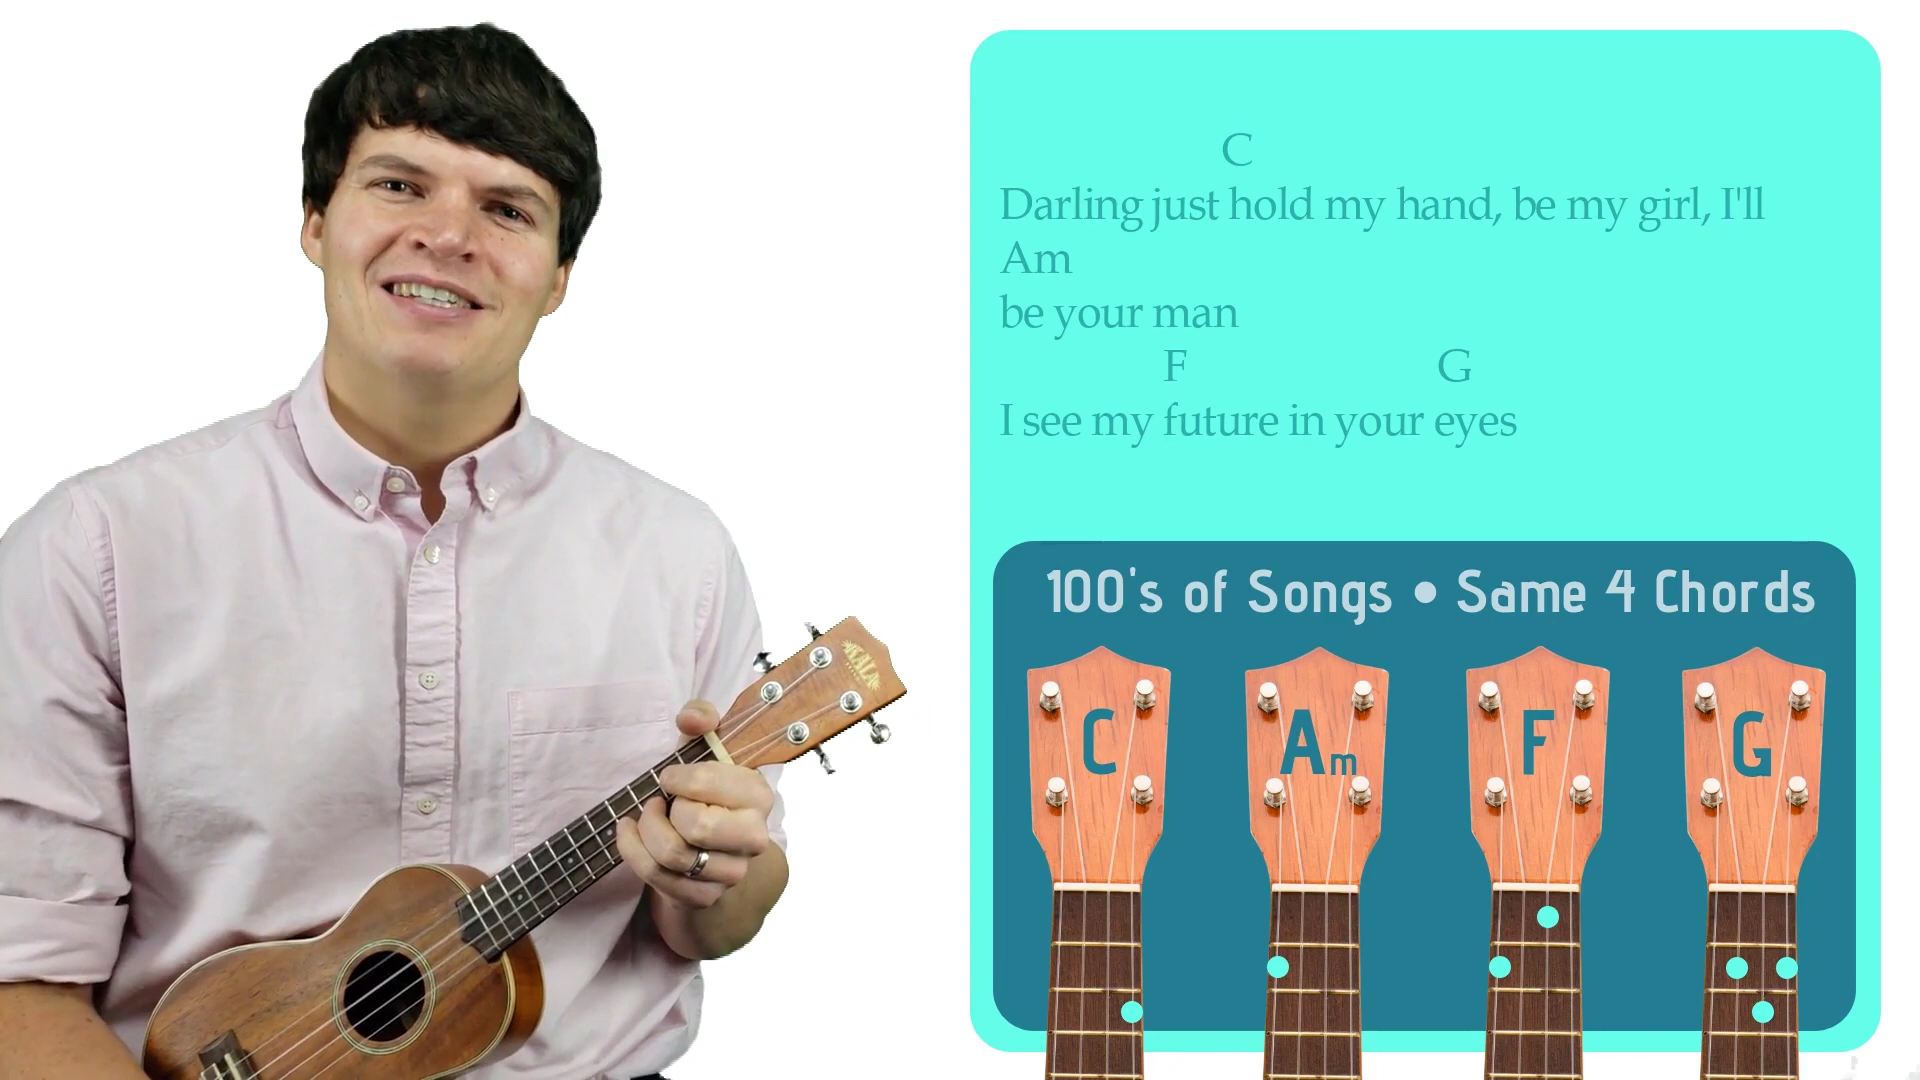 C
Darling just hold my hand, be my girl, I'll
Am
be your man
F G
I see my future in your eyes
100's of Songs • Same 4 Chords
C Am F G
KALA